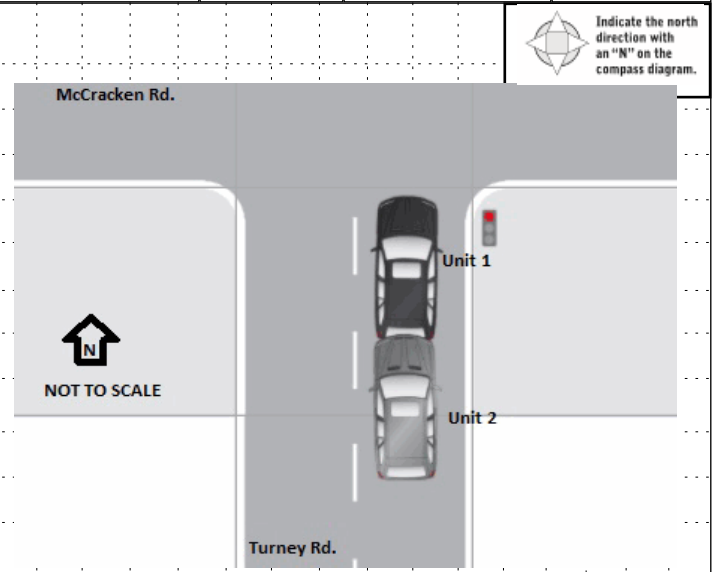 Indicate the north
direction with
an “N” on the
compass diagram.
McCracken Rd.
Unit 1
N
NOT TO SCALE
Unit 2
Turney Rd.